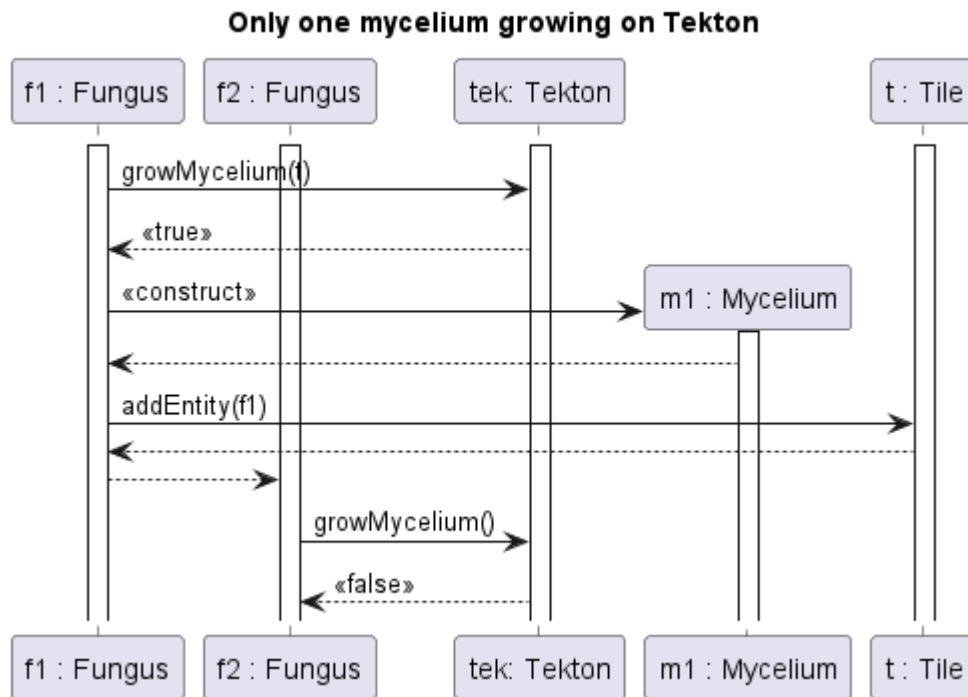 Only one mycelium growing on Tekton
f1 : Fungus
f2 : Fungus
tek: Tekton
t : Tile
growMycelium(t)
«true»
«construct»
m1 : Mycelium
addEntity(f1)
growMycelium()
«false»
f1 : Fungus
f2 : Fungus
tek: Tekton
m1 : Mycelium
t : Tile